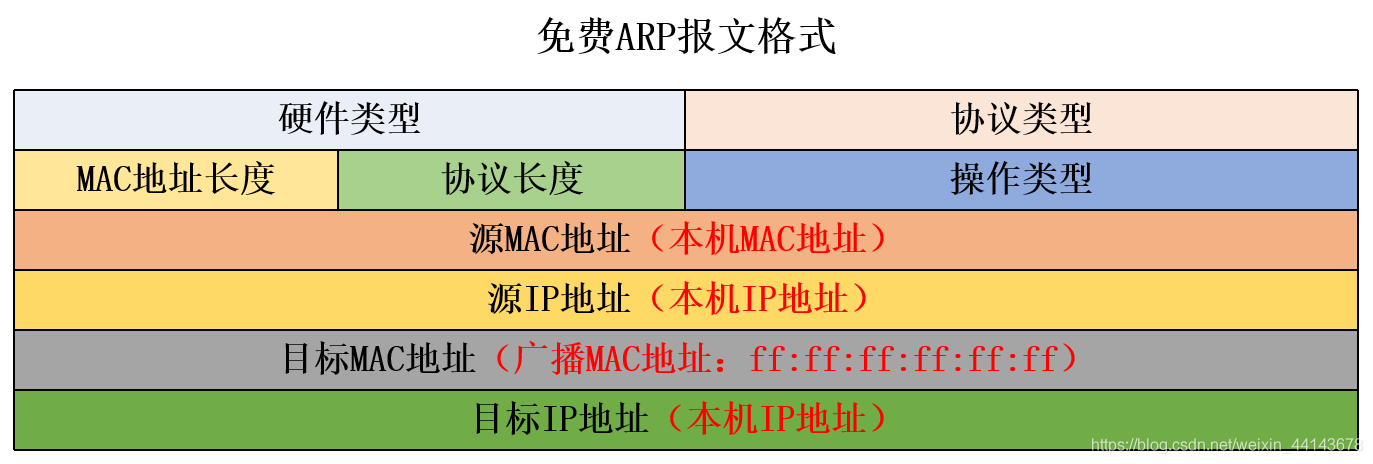 免费ARP报文格式
硬件类型 协议类型
MAC地址长度 协议长度 操作类型
源MAC地址（本机MAC地址）
源IP地址（本机IP地址）
目标MAC地址（广播MAC地址：ff:ff:ff:ff:ff:ff）
目标IP地址（本机IP地址）
https://blog.csdn.net/weixin_44143678